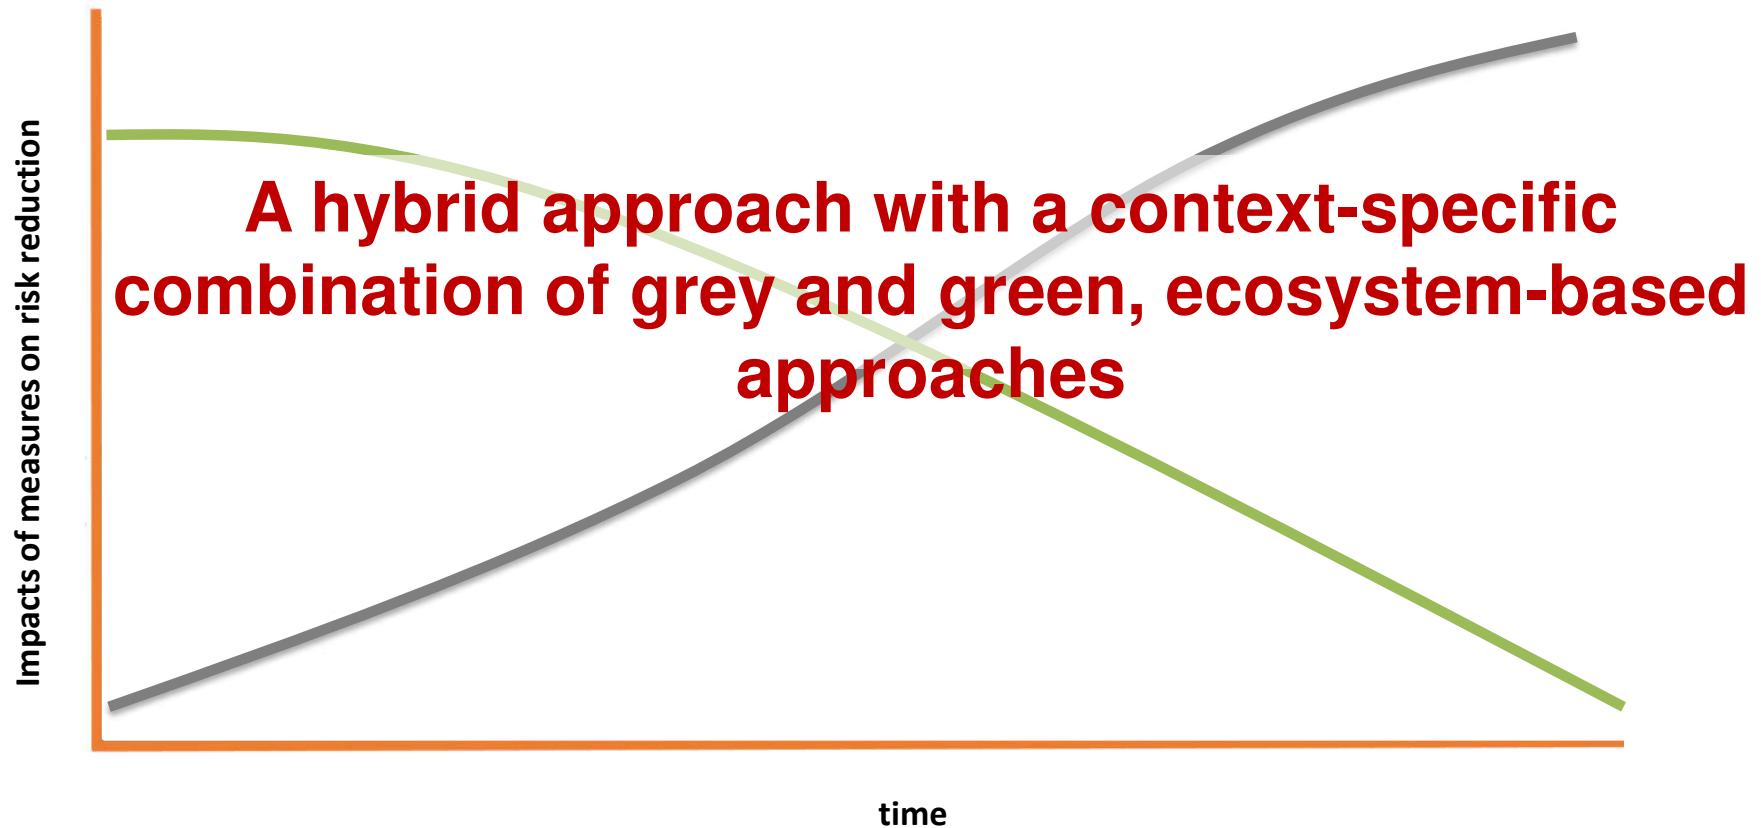 Impacts of measures on risk reduction
A hybrid approach with a context-specific
combination of grey and green, ecosystem-based
approaches
time